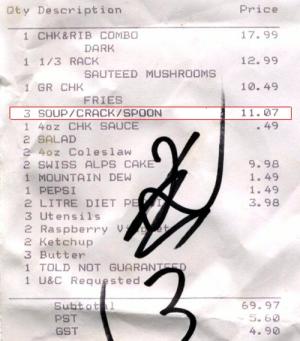 Qty Description Price
1 CHK&RIB COMBO 17.99
DARK
1 1/3 RACK 12.99
SAUTEED MUSHROOMS
1 GR CHK 10.49
FRIES
3 SOUP/CRACK/SPOON 11.07
1 4oz CHK SAUCE .49
2 SALAD
2 4oz Coleslaw
2 SWISS ALPS CAKE 9.98
1 MOUNTAIN DEW 1.49
1 PEPSI 1.49
2 LITRE DIET 3.98
3 Utensils
2 Raspberry
2 Ketchup
3 Butter
1 TOLD NOT GUARANTEED
1 U&C Requested
Subtotal 69.97
PST 5.60
GST 4.90